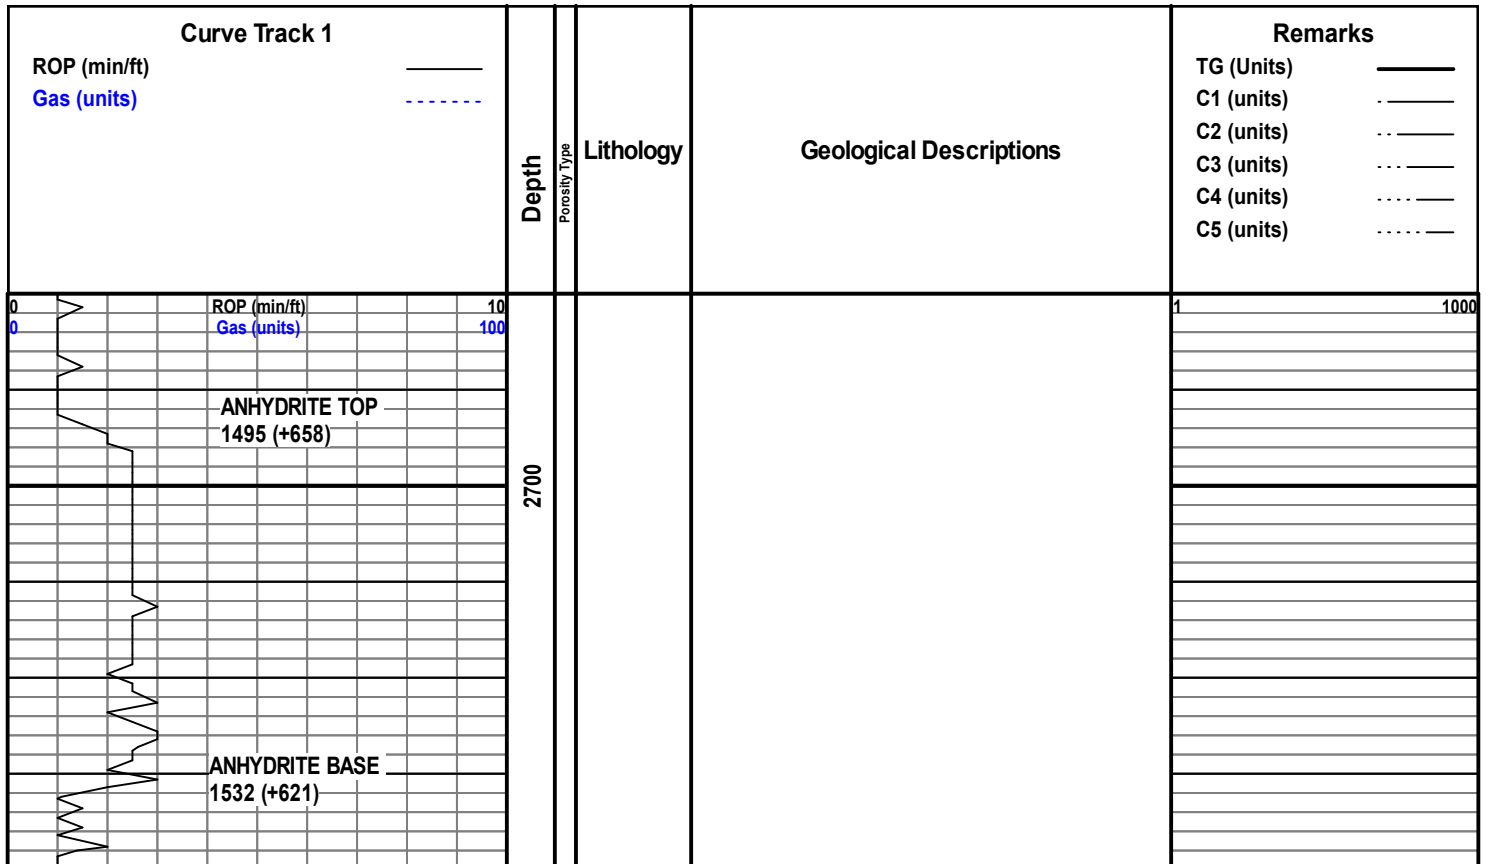 Curve Track 1
ROP (min/ft)
Gas (units)
Depth
Porosity Type
Lithology
Geological Descriptions
Remarks
TG (Units)
C1 (units)
C2 (units)
C3 (units)
C4 (units)
C5 (units)
0 ROP (min/ft) 10
0 Gas (units) 100
1 1000
ANHYDRITE TOP
1495 (+658)
2700
ANHYDRITE BASE
1532 (+621)